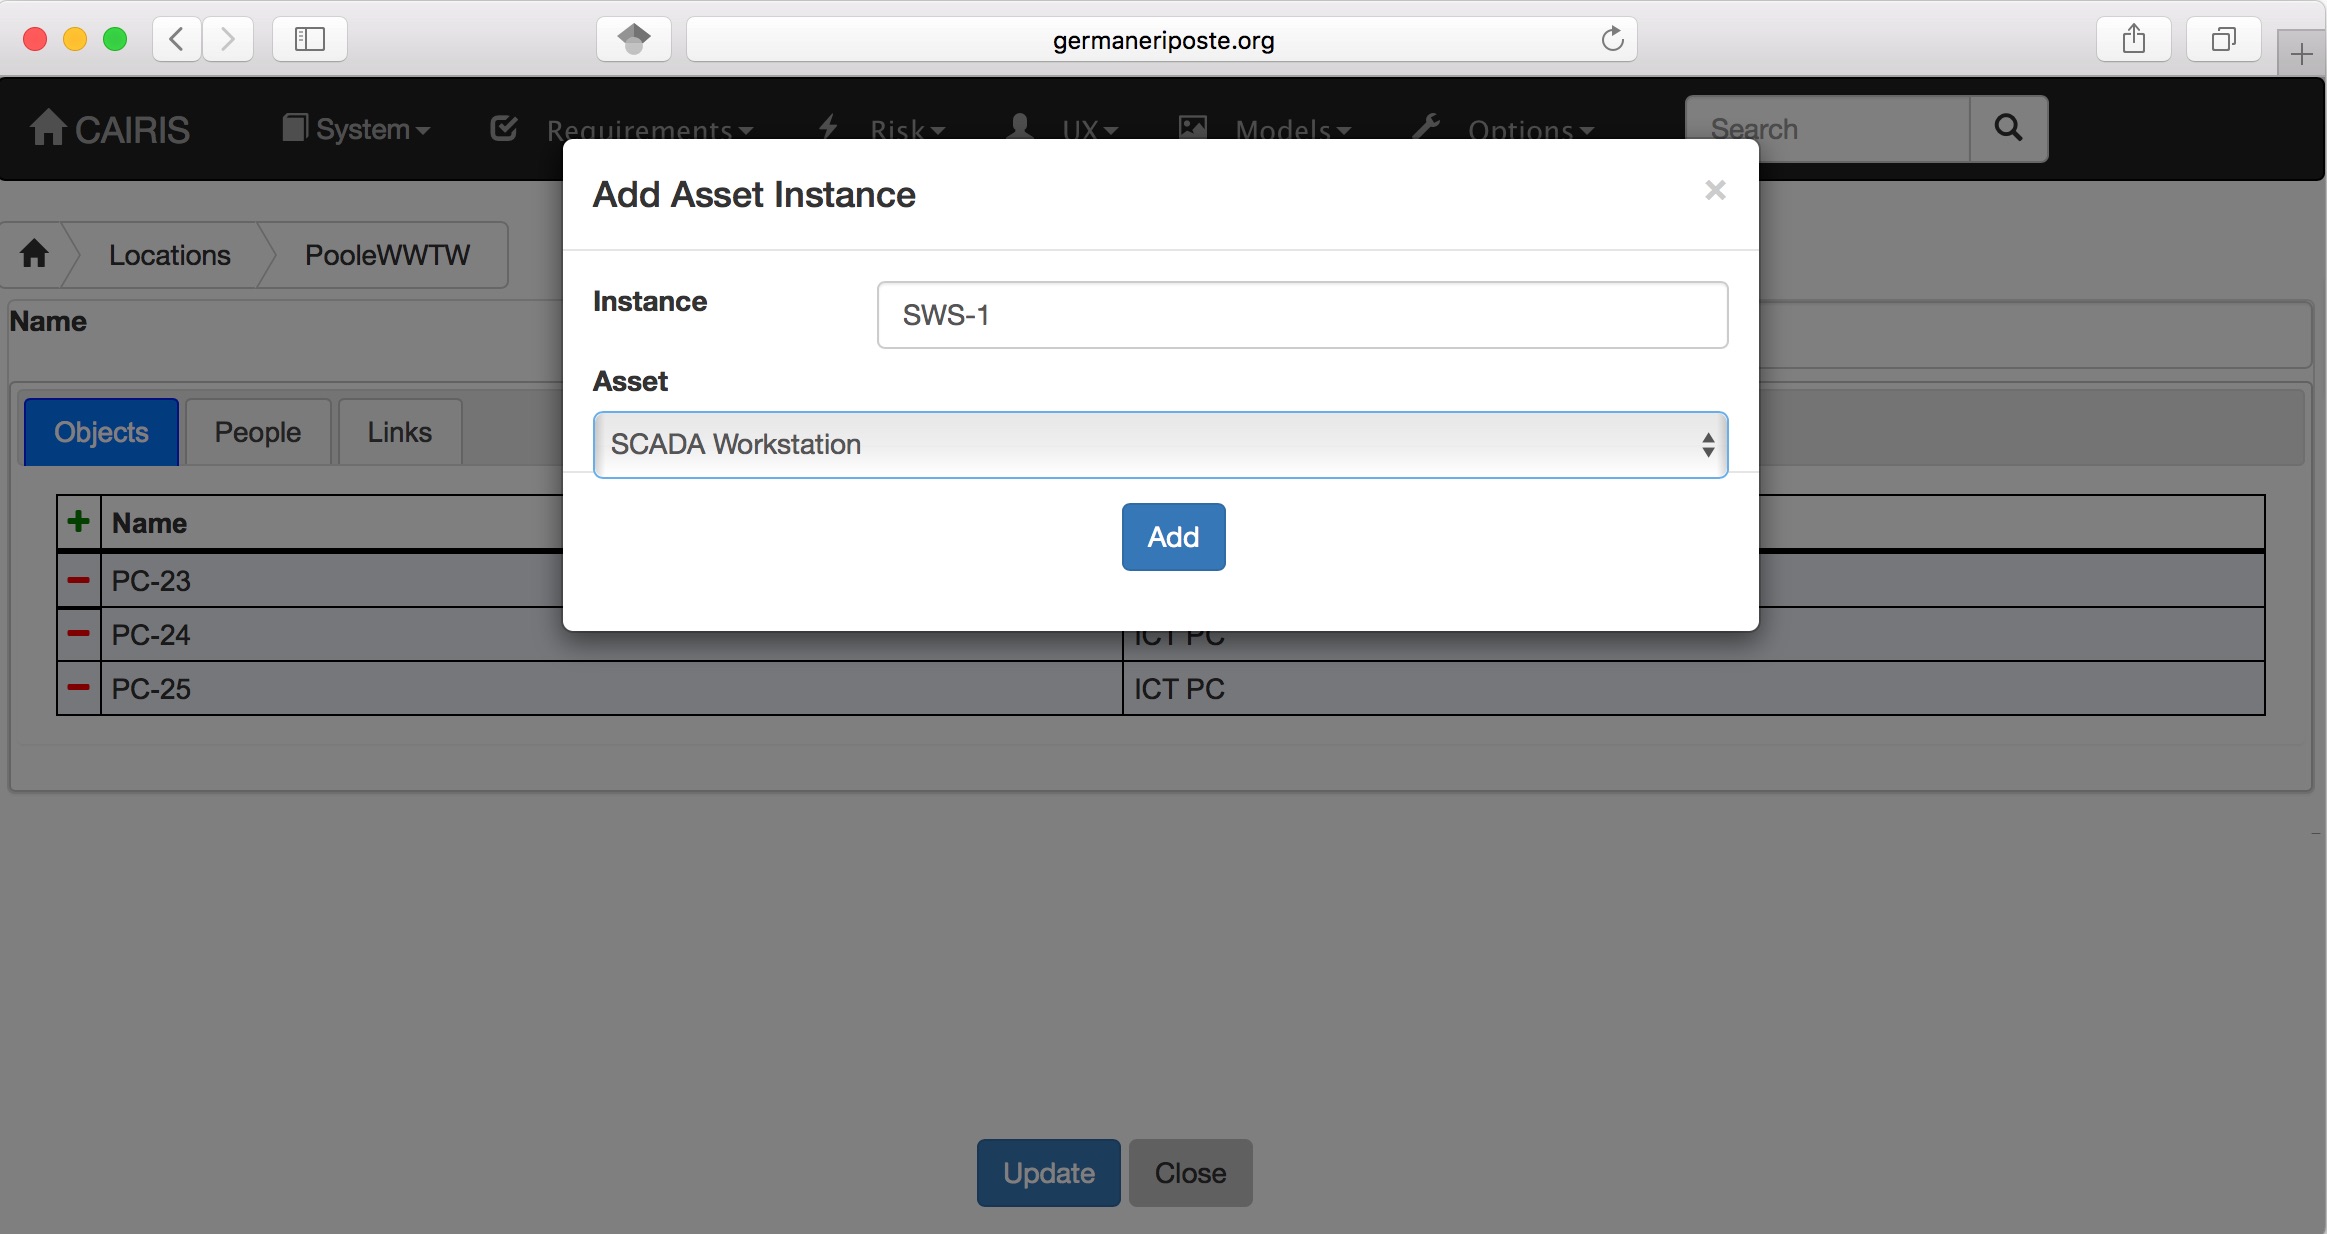 germaneriposte.org
CAIRIS System Requirements Risk UX Models Options Search
Add Asset Instance
×
Locations PooleWWTW
Instance SWS-1
Name
Asset
Objects People Links
SCADA Workstation
Name
Add
PC-23
PC-24 ICT PC
PC-25 ICT PC
Update Close